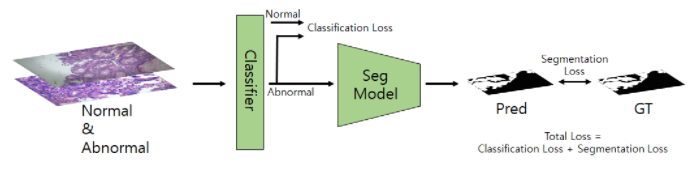 Normal
Classification Loss
Normal
&
Abnormal
Classifier
Abnormal
Seg
Model
Segmentation
Loss
Pred
GT
Total Loss =
Classification Loss + Segmentation Loss